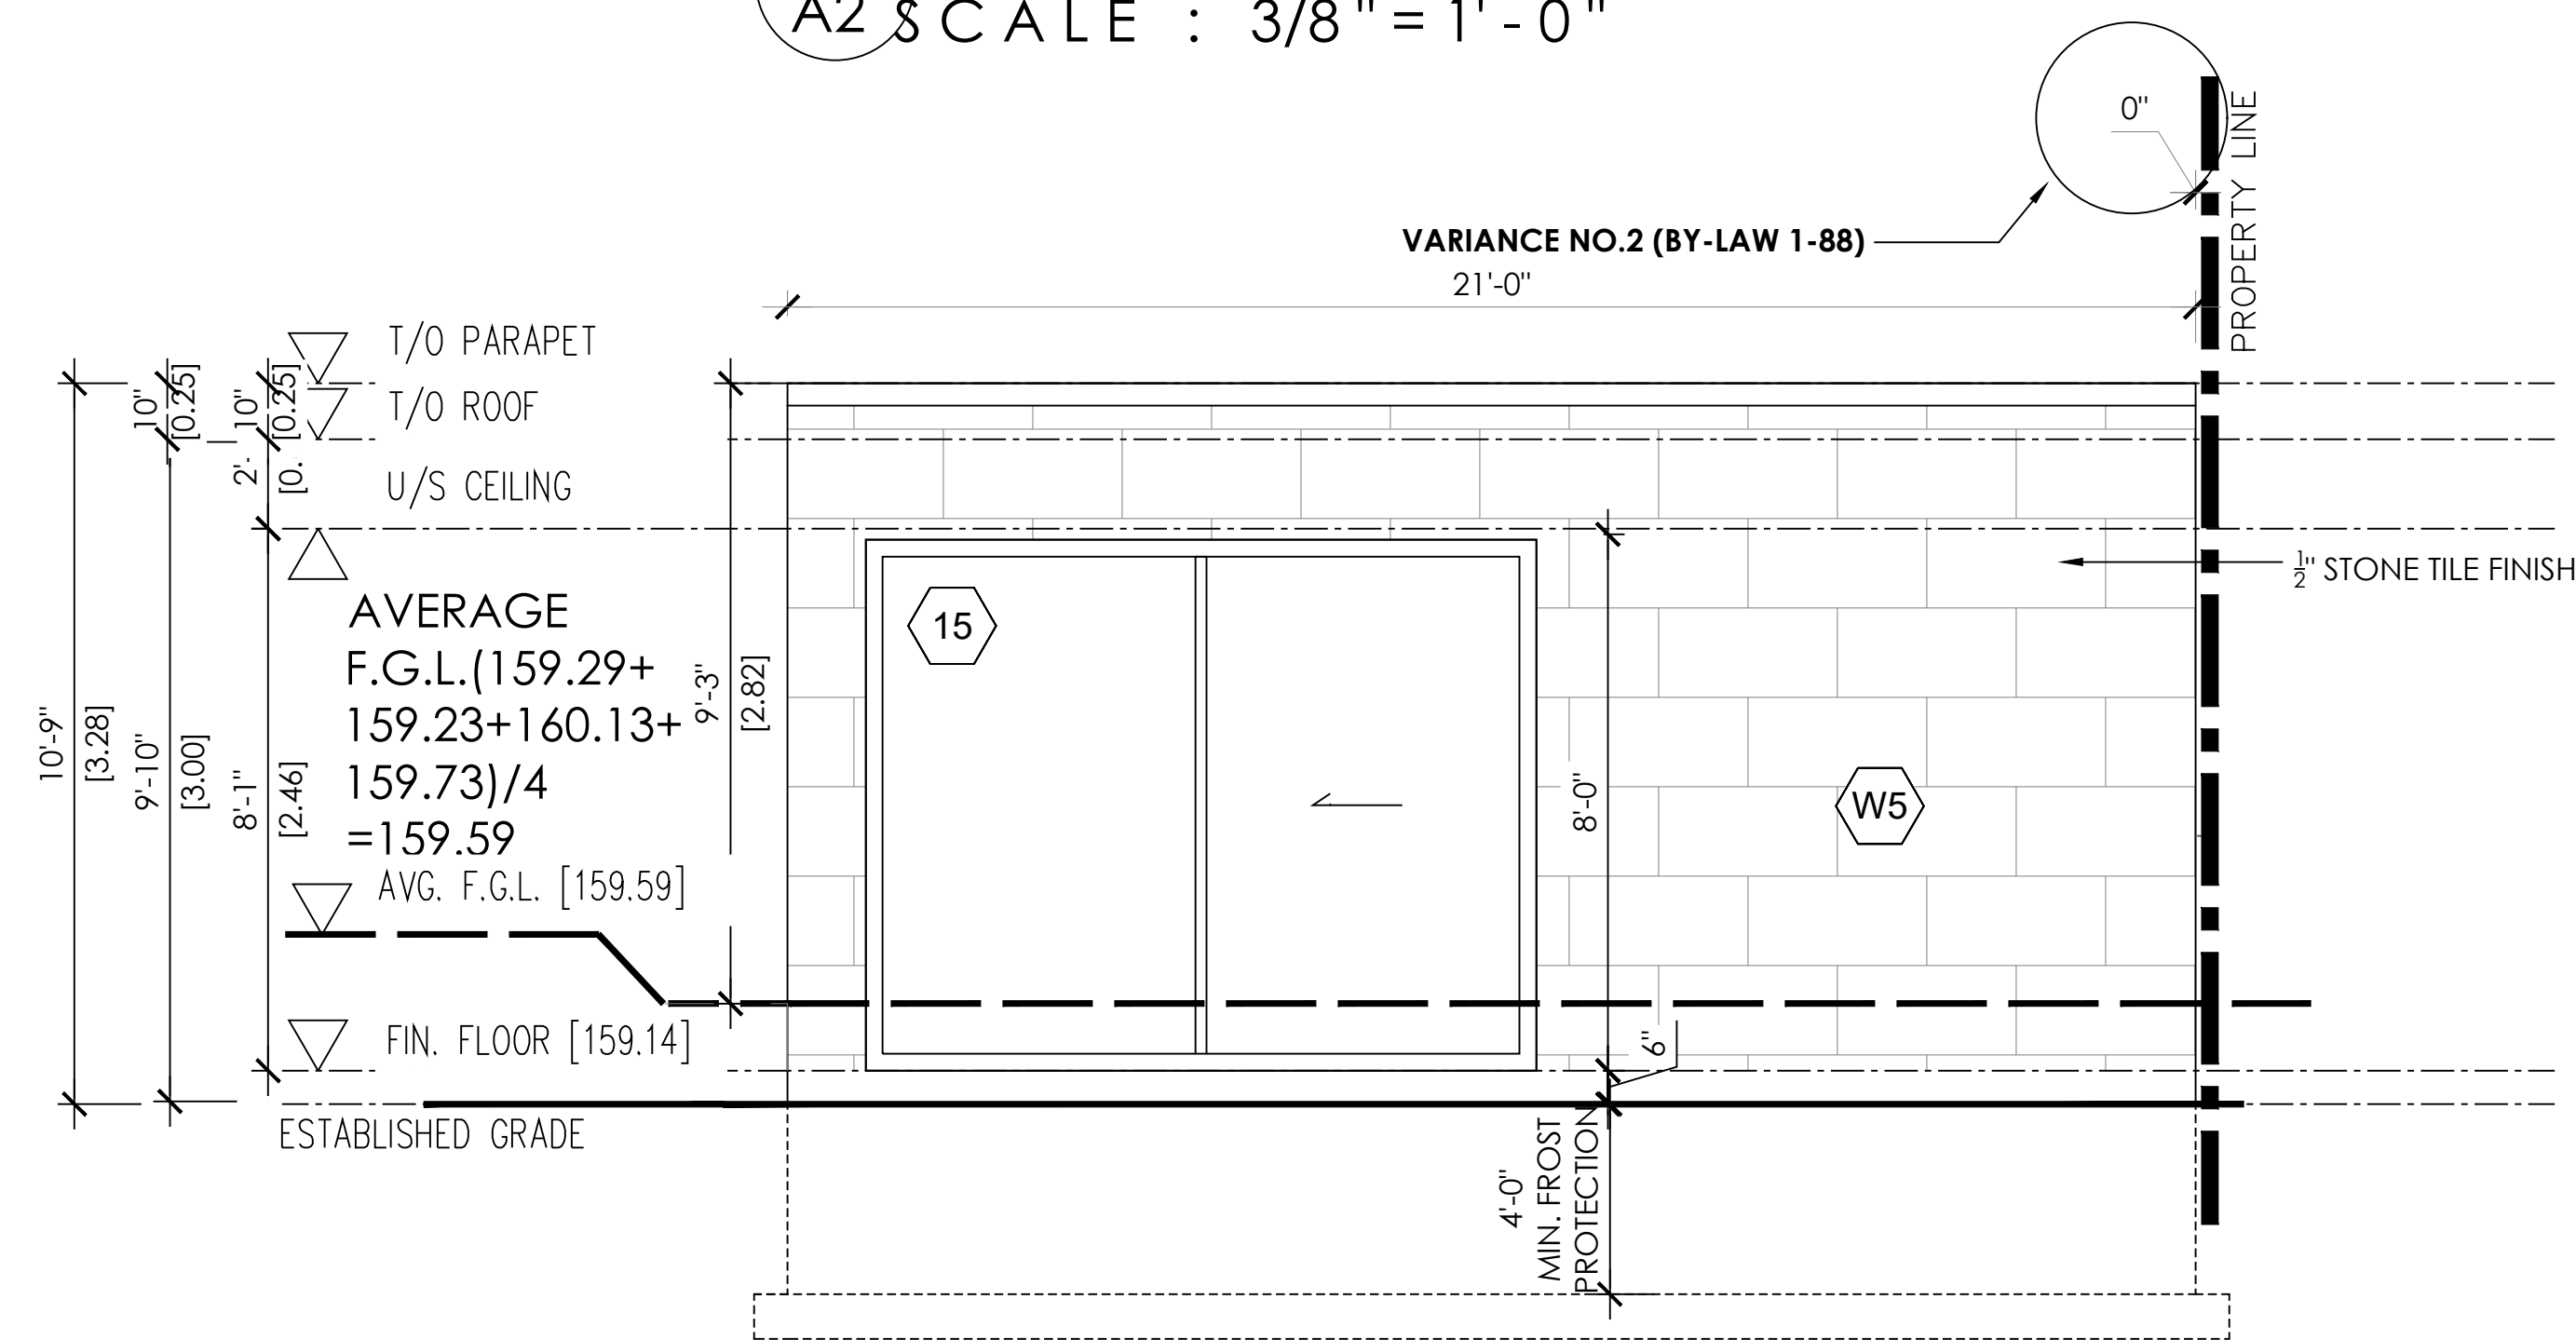 A2 SCALE : 3/8"=1'-0"
0"
PROPERTY LINE
VARIANCE NO.2 (BY-LAW 1-88)
21'-0"
T/O PARAPET
10"
[0.25]
10"
[0.25]
T/O ROOF
U/S CEILING
½" STONE TILE FINISH
AVERAGE
F.G.L.(159.29+
159.23+160.13+
159.73)/4
=159.59
15
10'-9"
[3.28]
9'-10"
[3.00]
8'-1"
[2.46]
9'-3"
[2.82]
8'-0"
W5
AVG. F.G.L. [159.59]
FIN. FLOOR [159.14]
6"
ESTABLISHED GRADE
4'-0"
MIN. FROST
PROTECTION